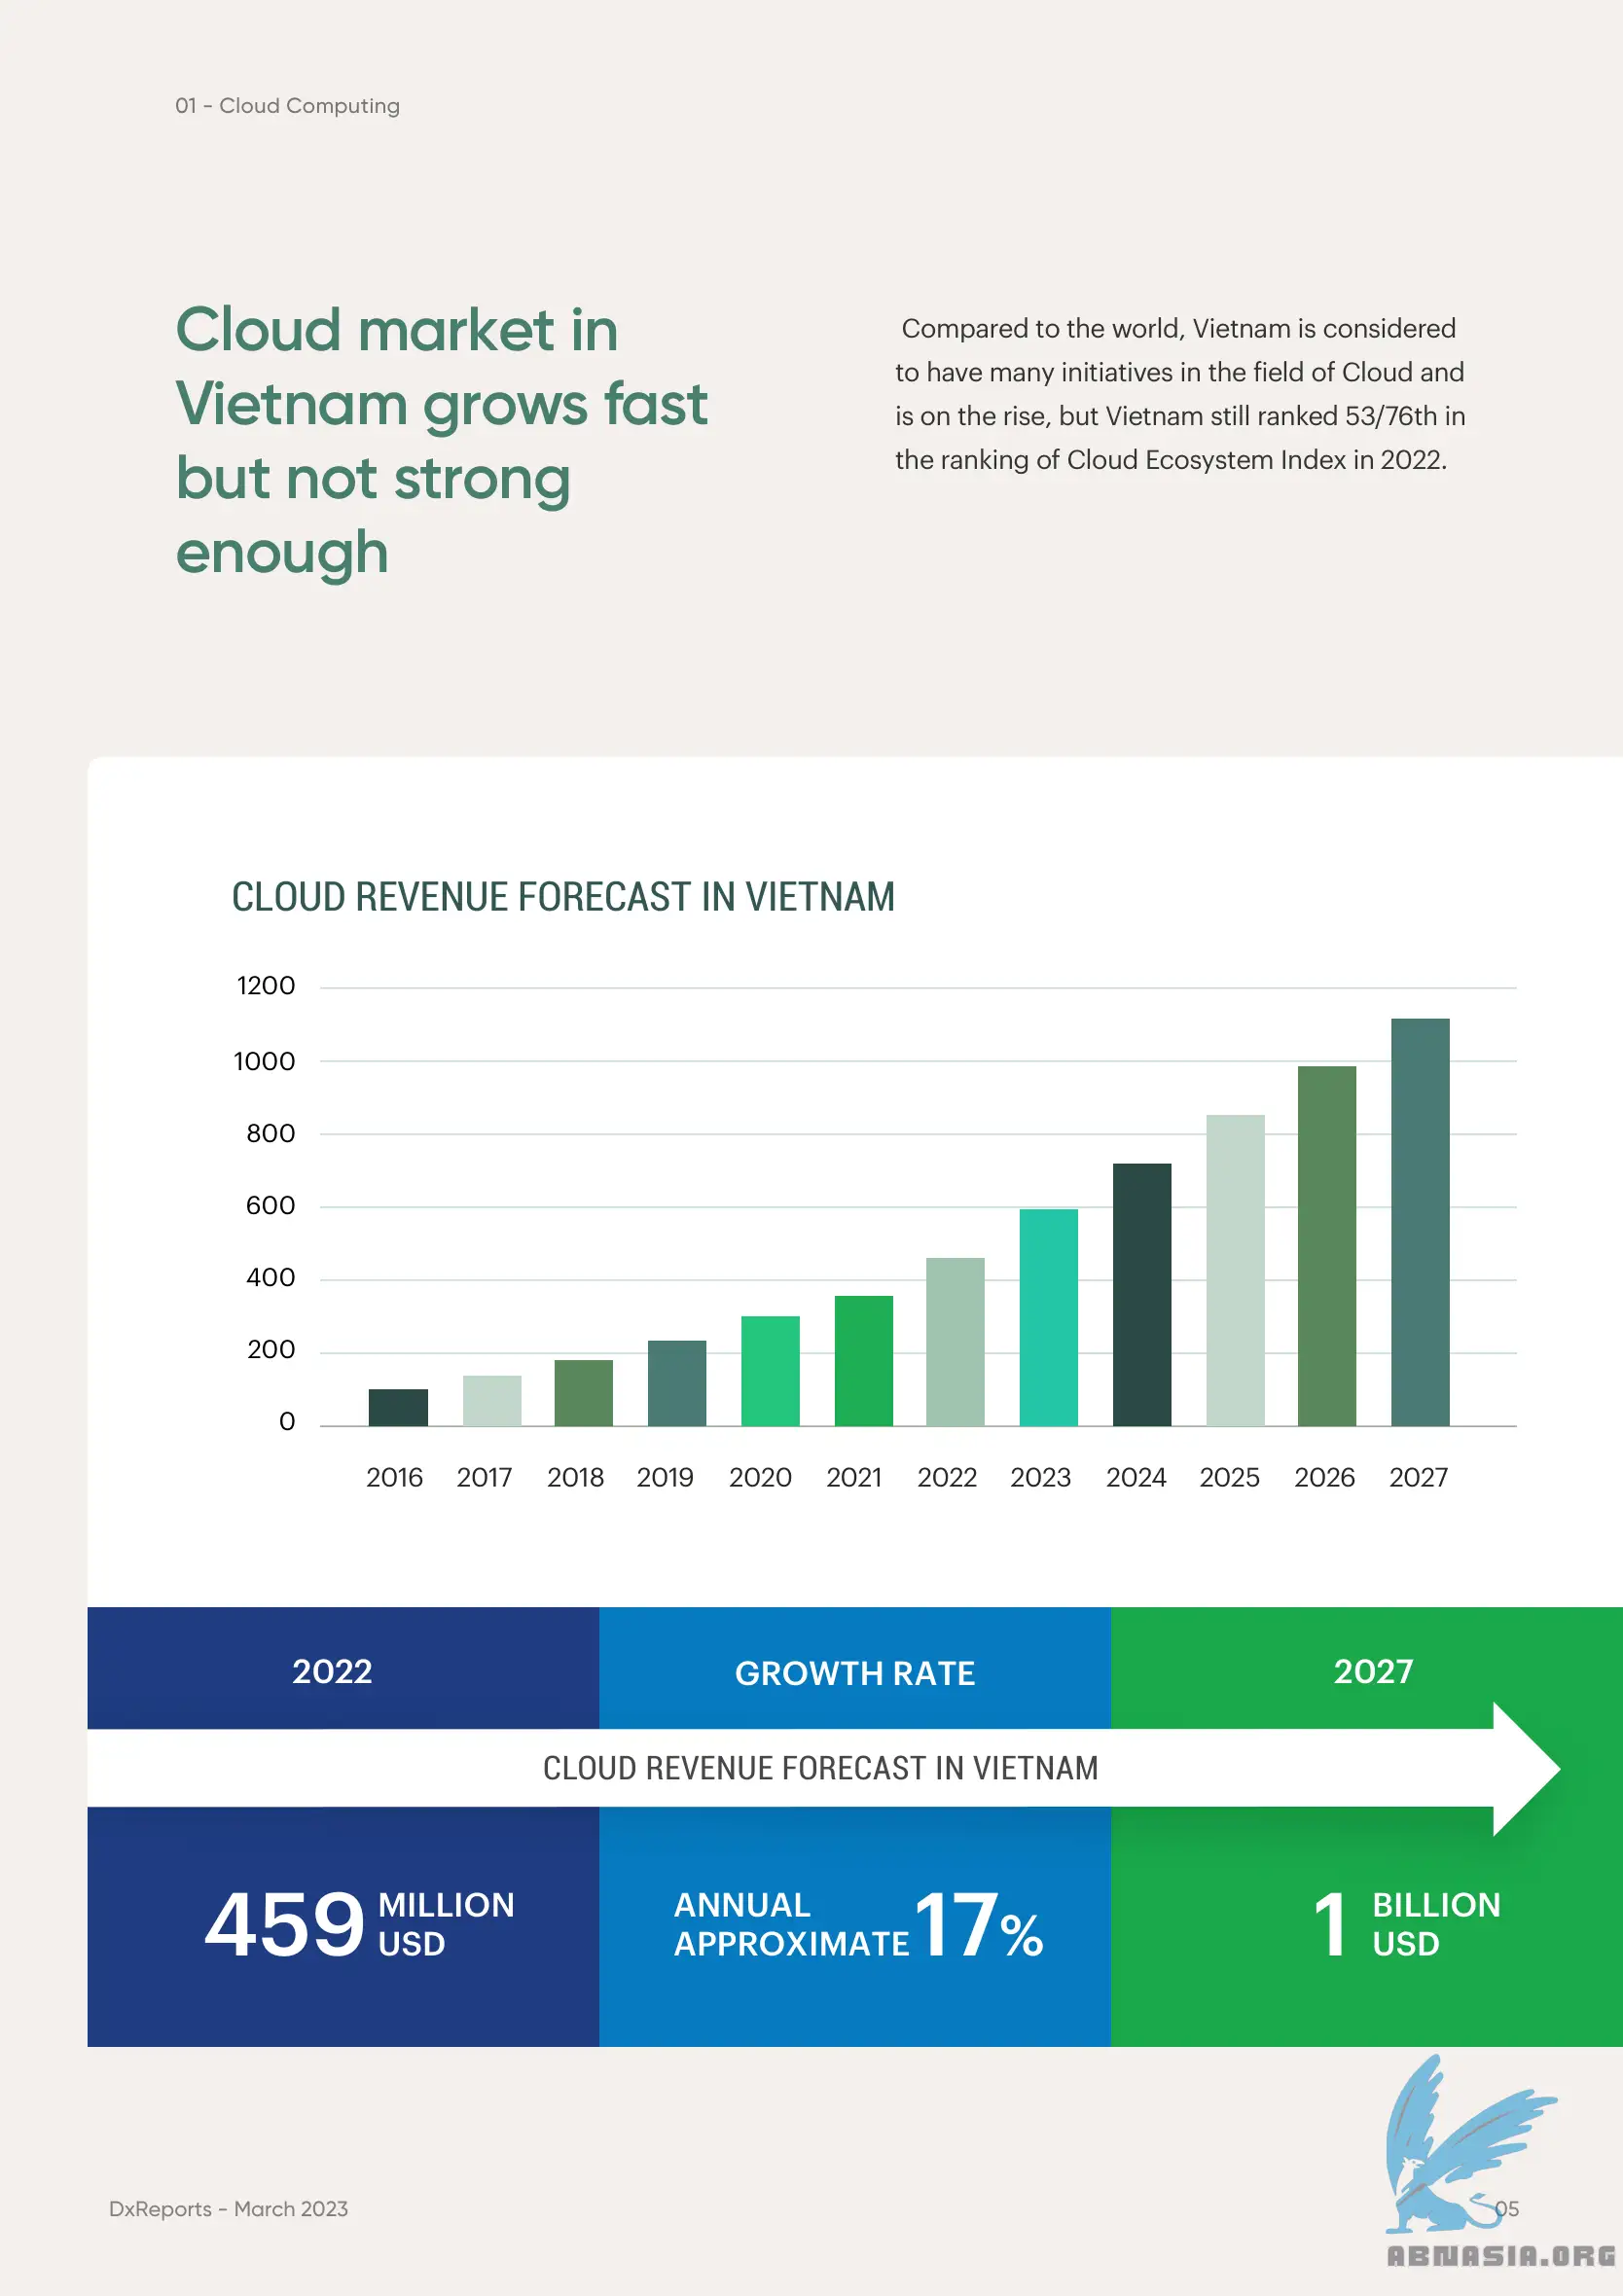 01 - Cloud Computing
Cloud market in
Vietnam grows fast
but not strong
enough
Compared to the world, Vietnam is considered
to have many initiatives in the field of Cloud and
is on the rise, but Vietnam still ranked 53/76th in
the ranking of Cloud Ecosystem Index in 2022.
CLOUD REVENUE FORECAST IN VIETNAM
1200
1000
800
600
400
200
0
2016 2017 2018 2019 2020 2021 2022 2023 2024 2025 2026 2027
2022 GROWTH RATE 2027
CLOUD REVENUE FORECAST IN VIETNAM
459 MILLION USD
ANNUAL APPROXIMATE 17%
1 BILLION USD
DxReports - March 2023
05
ABNASIA.ORG